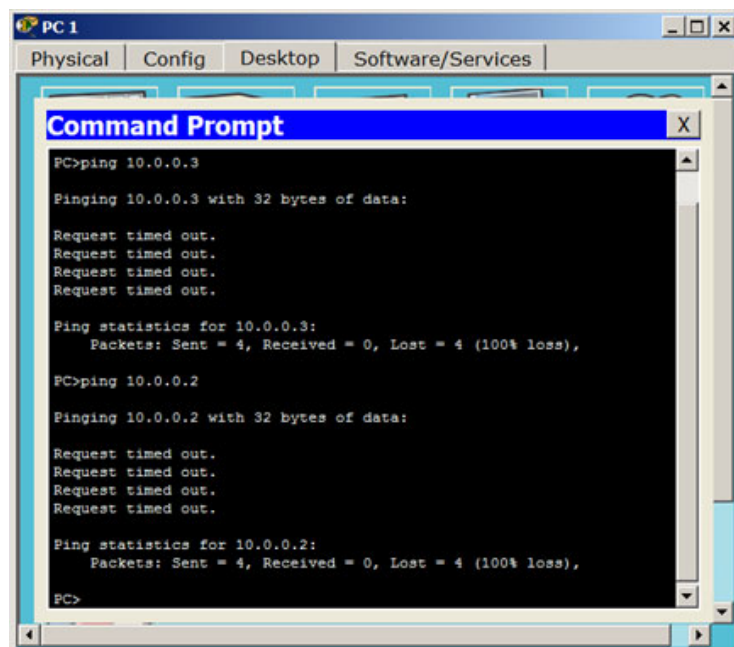 PC 1
Physical Config Desktop Software/Services
Command Prompt X
PC>ping 10.0.0.3
Pinging 10.0.0.3 with 32 bytes of data:
Request timed out.
Request timed out.
Request timed out.
Request timed out.
Ping statistics for 10.0.0.3:
Packets: Sent = 4, Received = 0, Lost = 4 (100% loss),
PC>ping 10.0.0.2
Pinging 10.0.0.2 with 32 bytes of data:
Request timed out.
Request timed out.
Request timed out.
Request timed out.
Ping statistics for 10.0.0.2:
Packets: Sent = 4, Received = 0, Lost = 4 (100% loss),
PC>